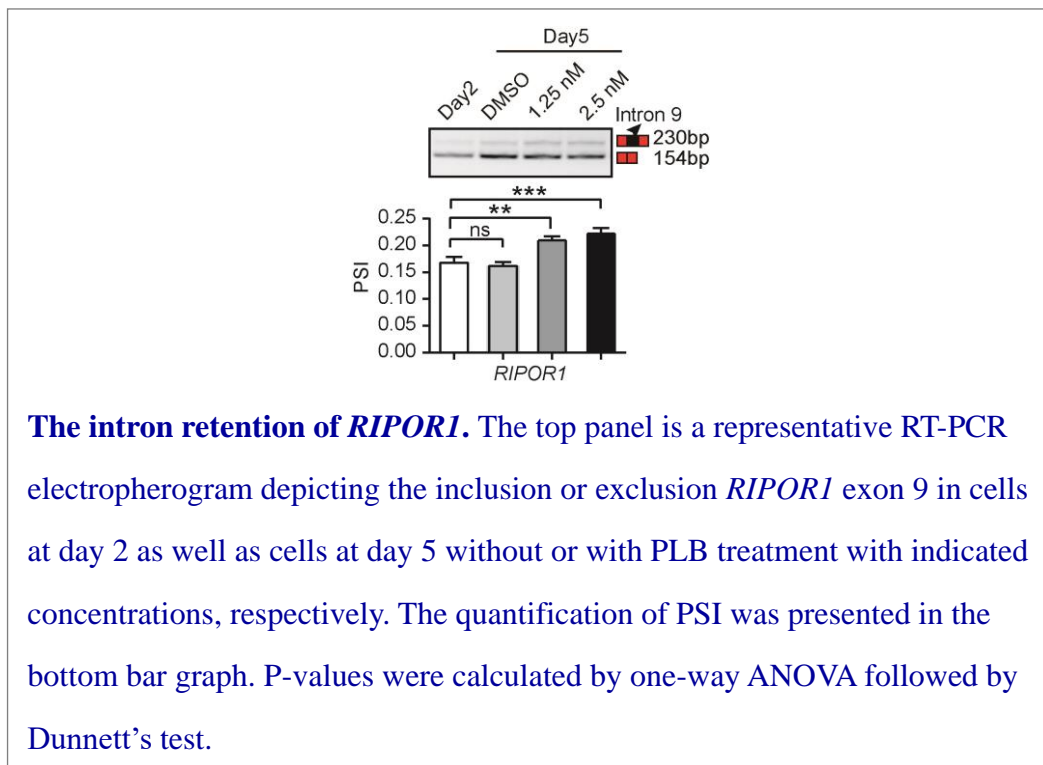 Day5
Day2
DMSO
1.25 nM
2.5 nM
Intron 9
230bp
154bp
***
**
ns
0.25
0.20
0.15
0.10
0.05
0.00
PSI
RIPOR1
The intron retention of RIPOR1. The top panel is a representative RT-PCR
electropherogram depicting the inclusion or exclusion RIPOR1 exon 9 in cells
at day 2 as well as cells at day 5 without or with PLB treatment with indicated
concentrations, respectively. The quantification of PSI was presented in the
bottom bar graph. P-values were calculated by one-way ANOVA followed by
Dunnett’s test.